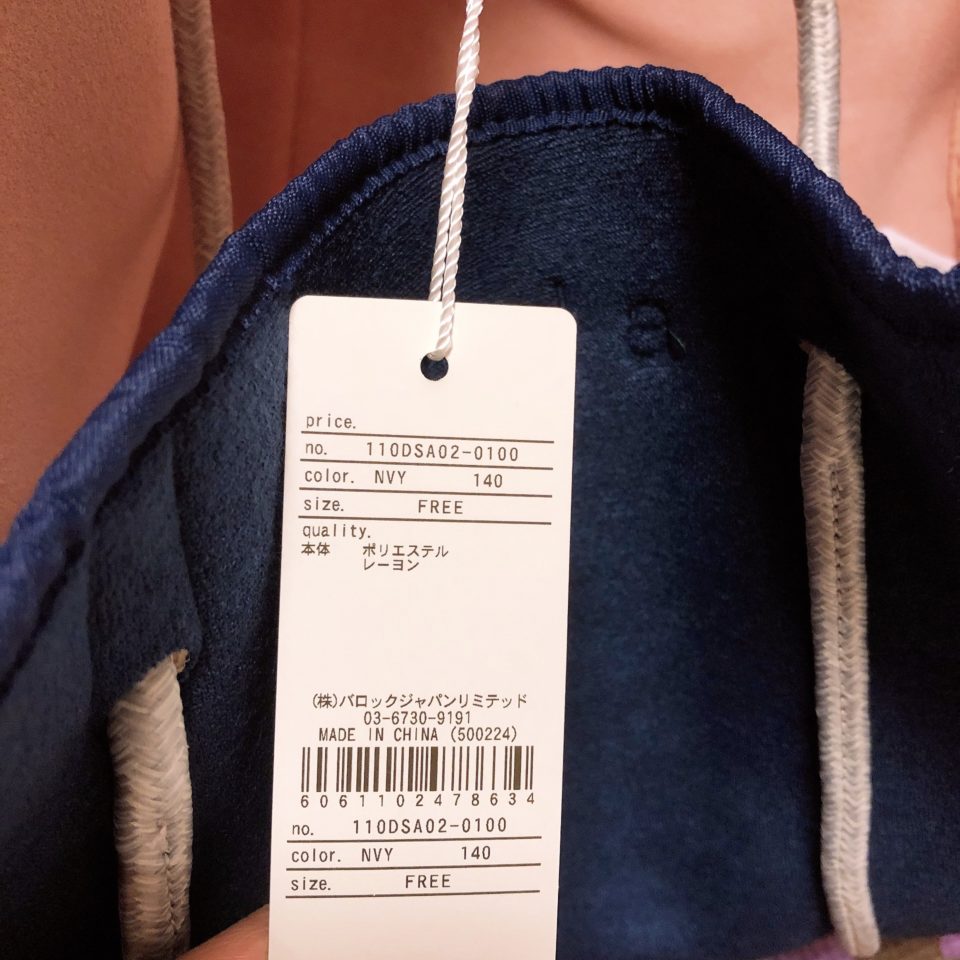 price.
no. 110DSA02-0100
color. NVY 140
size. FREE
quality.
本体 ポリエステル
レーヨン
(株)バロックジャパンリミテッド
03-6730-9191
MADE IN CHINA (500224)
6061102478634
no. 110DSA02-0100
color. NVY 140
size. FREE